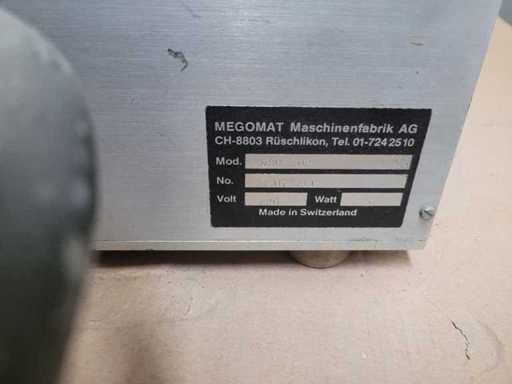 MEGOMAT Maschinenfabrik AG
CH-8803 Rüschlikon, Tel. 01-724 25 10
Mod.
No.
Volt Watt
Made in Switzerland